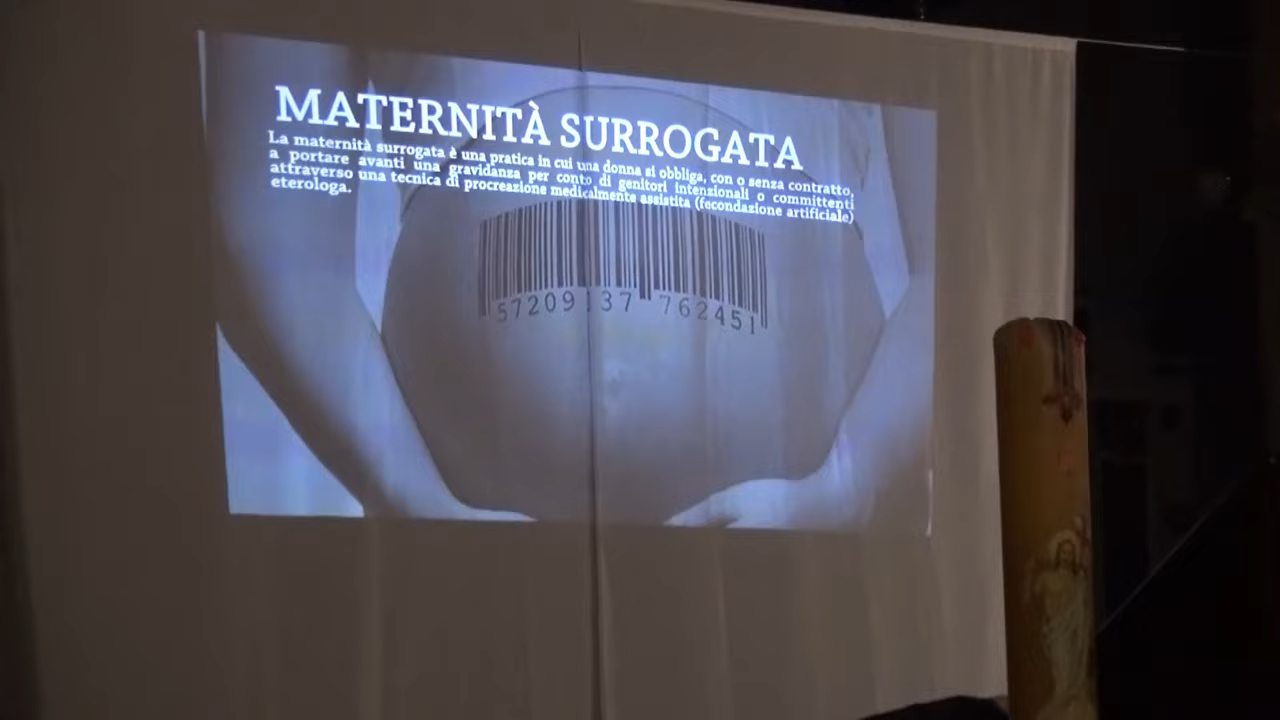 MATERNITÀ SURROGATA
La maternità surrogata è una pratica in cui una donna si obbliga, con o senza contratto,
a portare avanti una gravidanza per conto di genitori intenzionali o committenti
attraverso una tecnica di procreazione medicalmente assistita (fecondazione artificiale)
eterologa.
57209137 762451